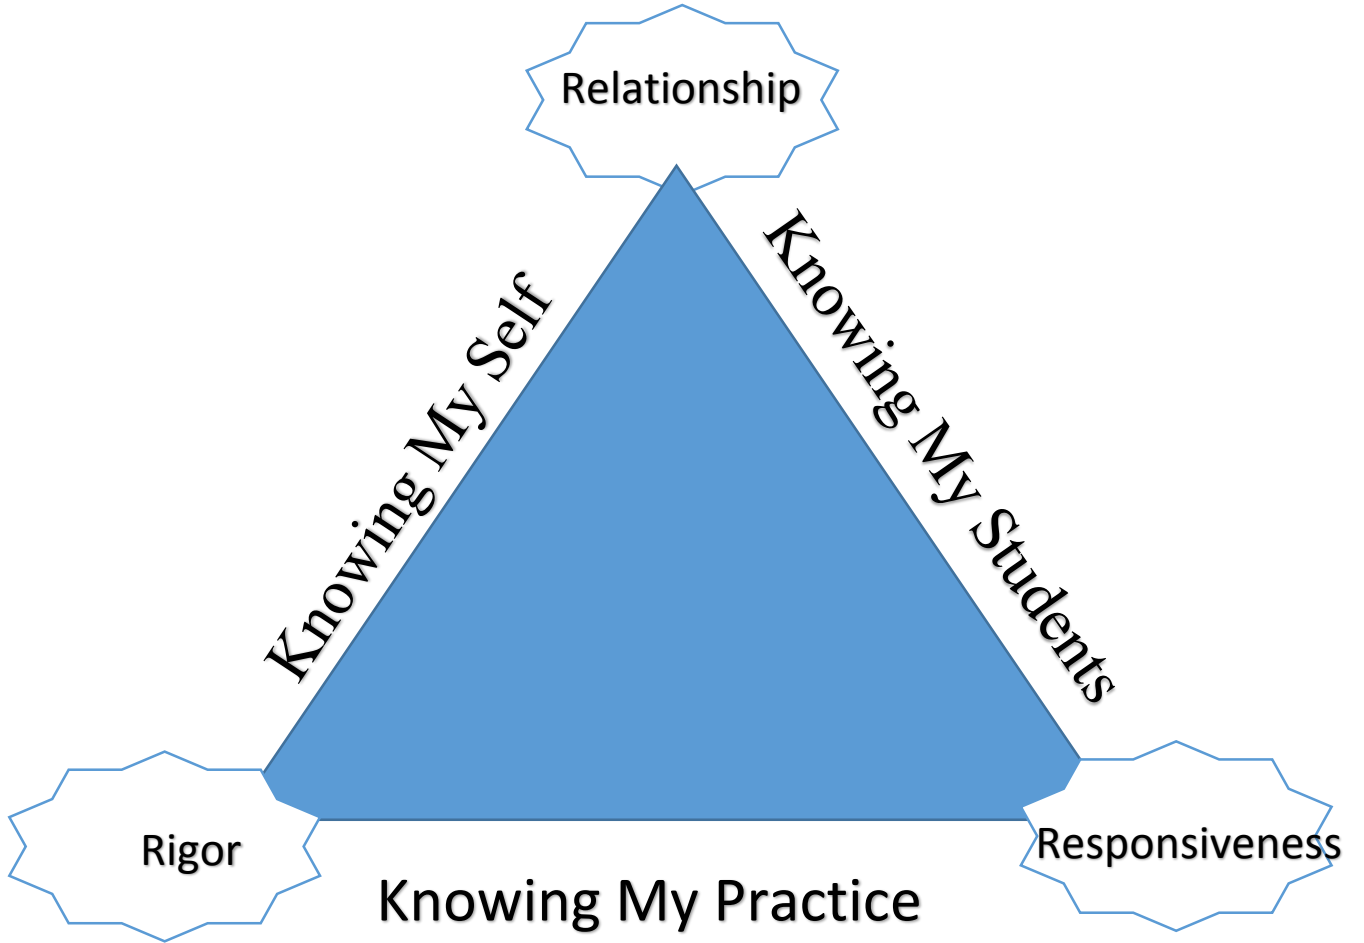 Relationship
Knowing My Self
Knowing My Students
Rigor
Responsiveness
Knowing My Practice